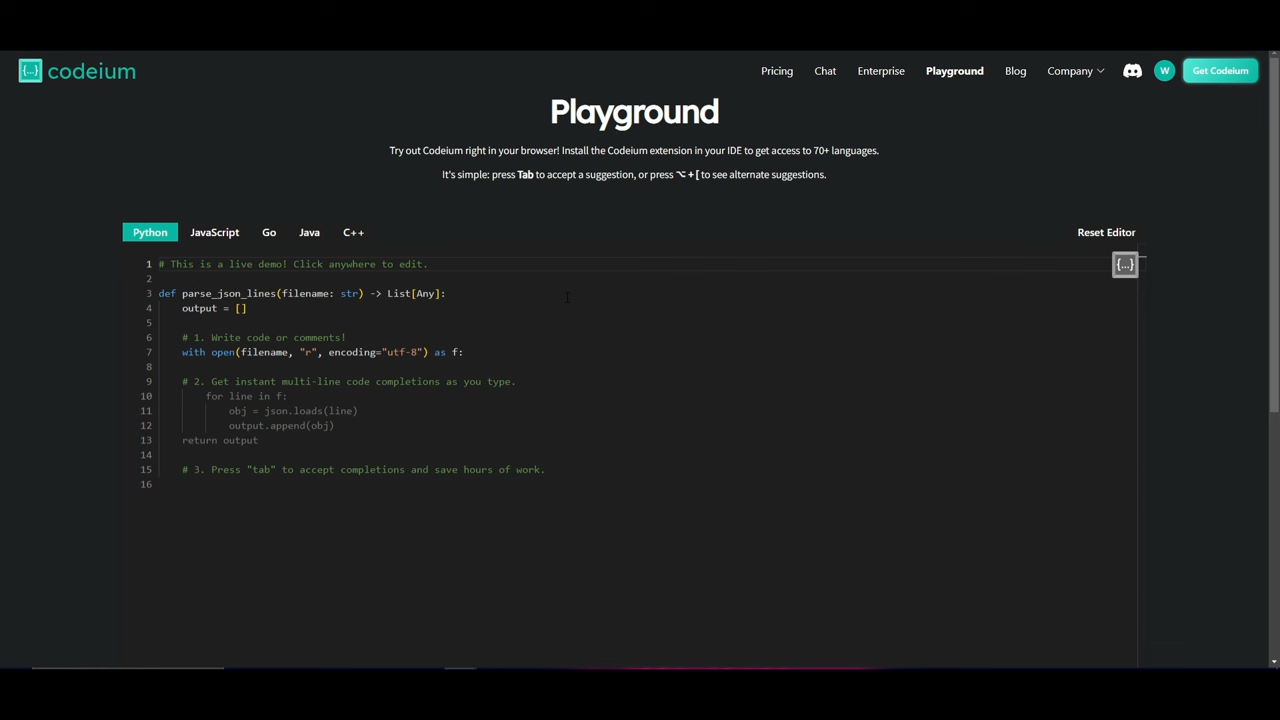 {...} codeium
Pricing Chat Enterprise Playground Blog Company W Get Codeium
Playground
Try out Codeium right in your browser! Install the Codeium extension in your IDE to get access to 70+ languages.
It's simple: press Tab to accept a suggestion, or press ⌥ + [ to see alternate suggestions.
Python JavaScript Go Java C++ Reset Editor
1 # This is a live demo! Click anywhere to edit. {...}
2
3 def parse_json_lines(filename: str) -> List[Any]:
4 output = []
5
6 # 1. Write code or comments!
7 with open(filename, "r", encoding="utf-8") as f:
8
9 # 2. Get instant multi-line code completions as you type.
10 for line in f:
11 obj = json.loads(line)
12 output.append(obj)
13 return output
14
15 # 3. Press "tab" to accept completions and save hours of work.
16